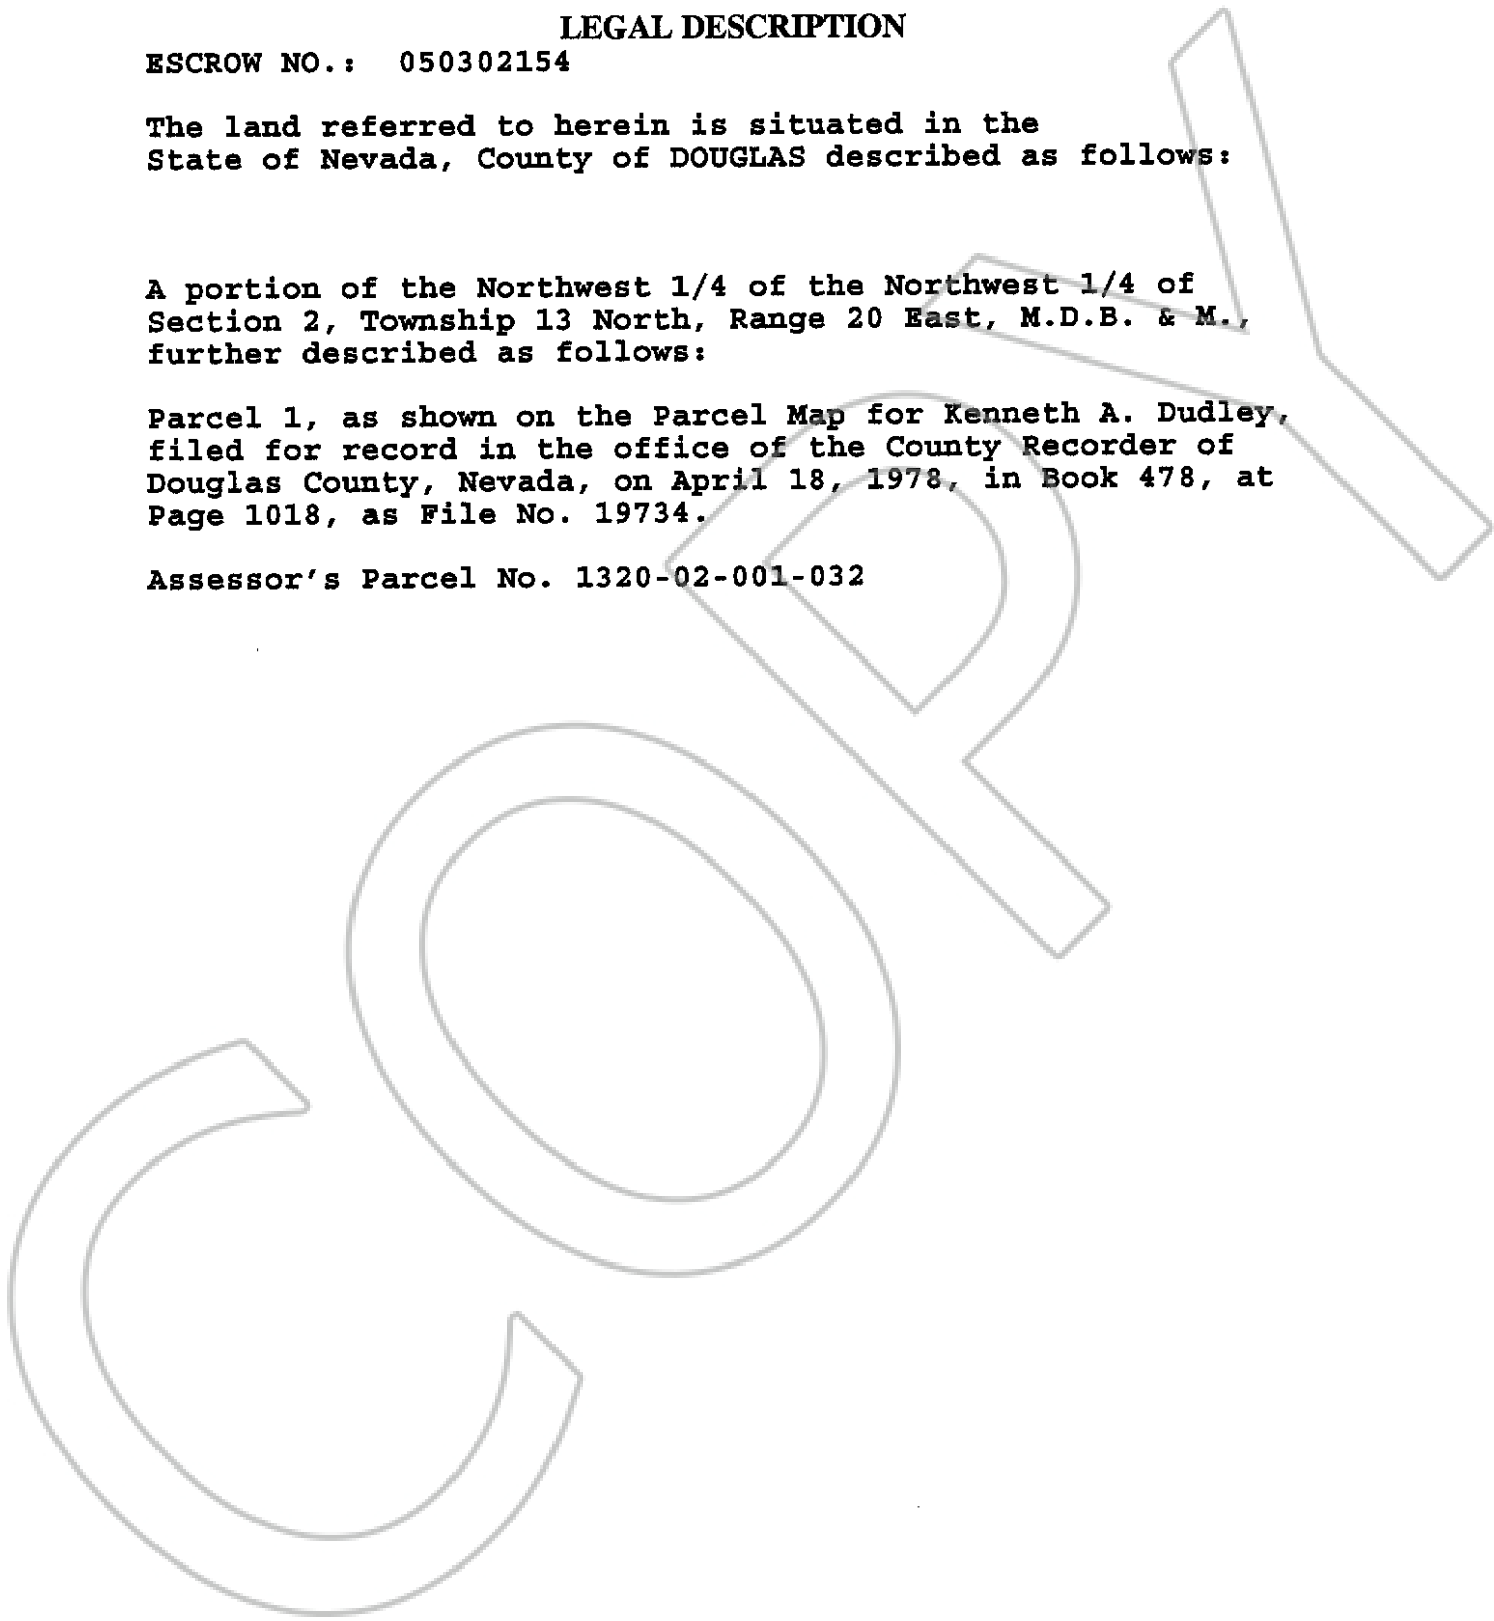 LEGAL DESCRIPTION
ESCROW NO.: 050302154
The land referred to herein is situated in the
State of Nevada, County of DOUGLAS described as follows:
A portion of the Northwest 1/4 of the Northwest 1/4 of
Section 2, Township 13 North, Range 20 East, M.D.B. & M.,
further described as follows:
Parcel 1, as shown on the Parcel Map for Kenneth A. Dudley,
filed for record in the office of the County Recorder of
Douglas County, Nevada, on April 18, 1978, in Book 478, at
Page 1018, as File No. 19734.
Assessor's Parcel No. 1320-02-001-032
COPY